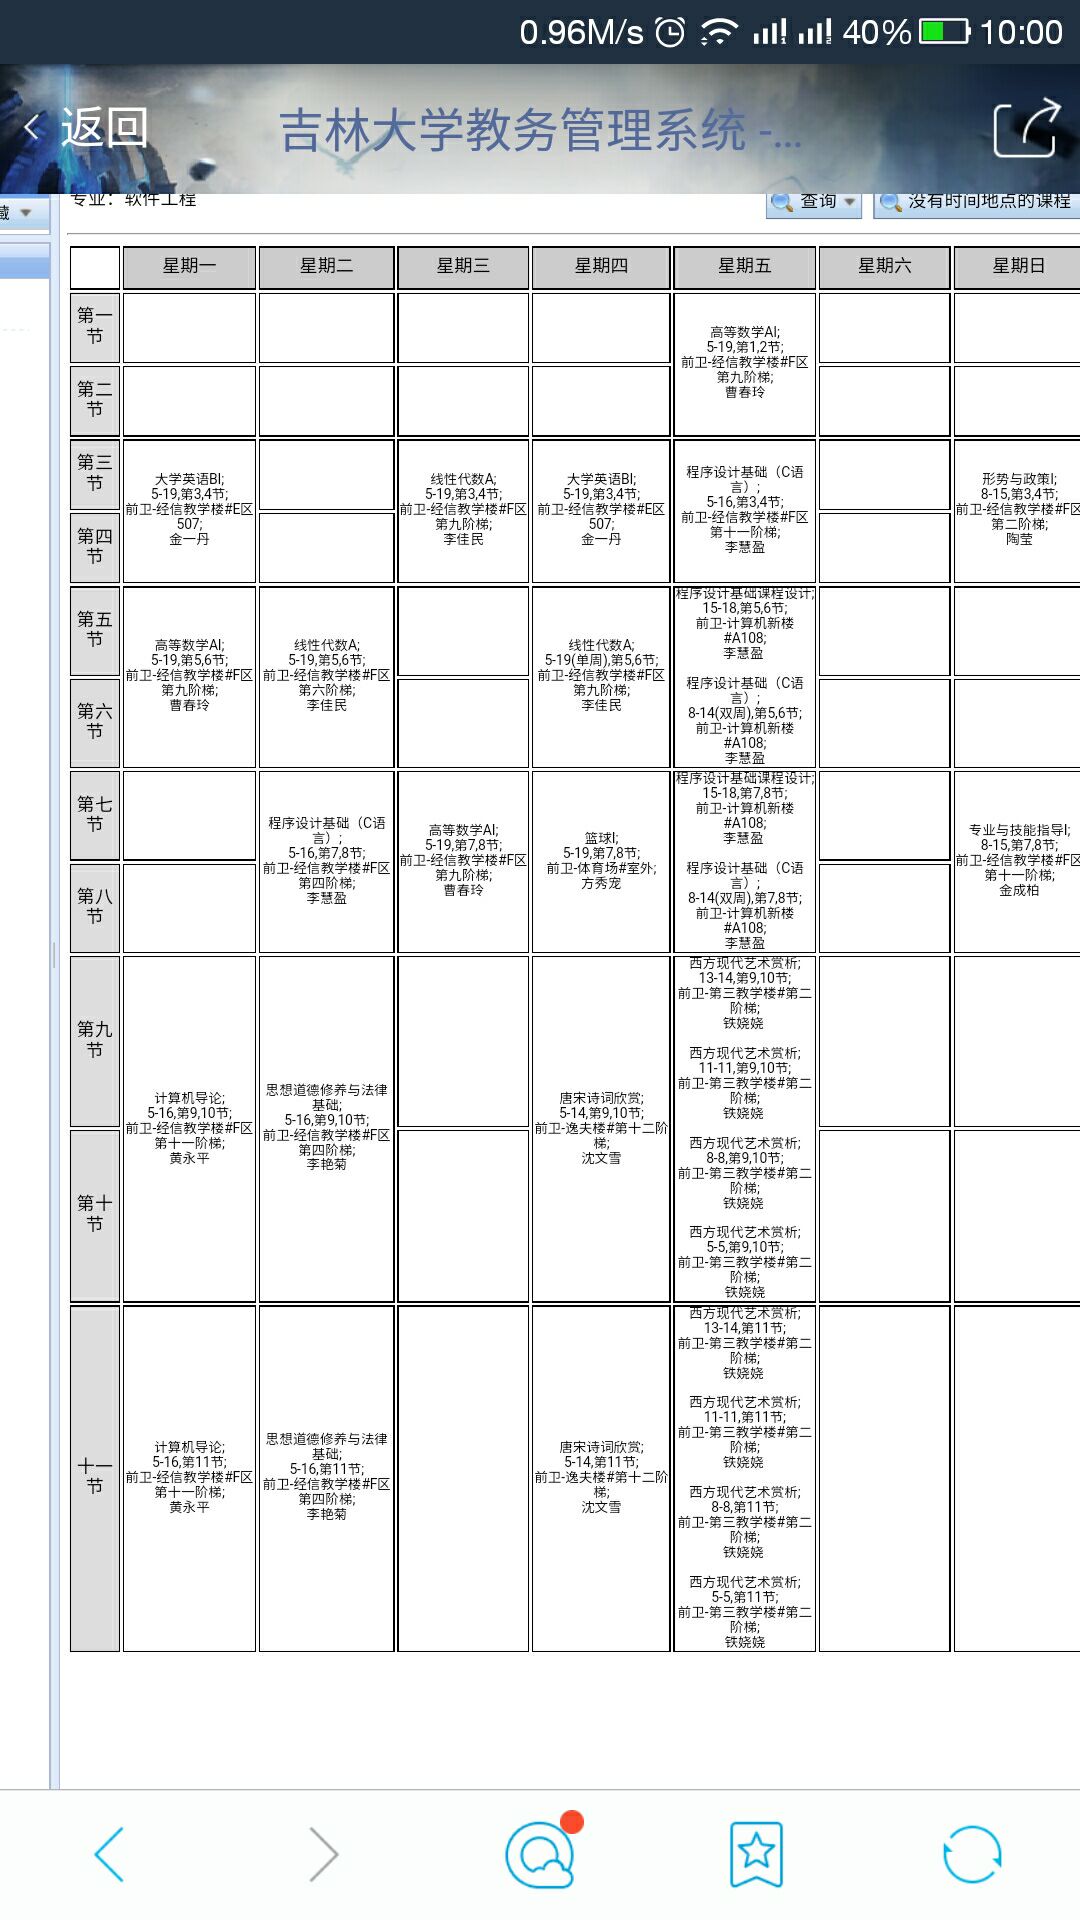 0.96M/s 40% 10:00
返回 吉林大学教务管理系统 -...
专业：软件工程 查询 没有时间地点的课程
藏
星期一 星期二 星期三 星期四 星期五 星期六 星期日
第一节
高等数学AI;
5-19,第1,2节;
前卫-经信教学楼#F区
第九阶梯;
曹春玲
第二节
第三节
大学英语BI;
5-19,第3,4节;
前卫-经信教学楼#E区
507;
金一丹
线性代数A;
5-19,第3,4节;
前卫-经信教学楼#F区
第九阶梯;
李佳民
大学英语BI;
5-19,第3,4节;
前卫-经信教学楼#E区
507;
金一丹
程序设计基础（C语
言）;
5-16,第3,4节;
前卫-经信教学楼#F区
第十一阶梯;
李慧盈
形势与政策I;
8-15,第3,4节;
前卫-经信教学楼#F区
第二阶梯;
陶莹
第四节
第五节
高等数学AI;
5-19,第5,6节;
前卫-经信教学楼#F区
第九阶梯;
曹春玲
线性代数A;
5-19,第5,6节;
前卫-经信教学楼#F区
第六阶梯;
李佳民
线性代数A;
5-19(单周),第5,6节;
前卫-经信教学楼#F区
第九阶梯;
李佳民
程序设计基础课程设计;
15-18,第5,6节;
前卫-计算机新楼
#A108;
李慧盈
程序设计基础（C语
言）;
8-14(双周),第5,6节;
前卫-计算机新楼
#A108;
李慧盈
第六节
第七节
程序设计基础（C语
言）;
5-16,第7,8节;
前卫-经信教学楼#F区
第四阶梯;
李慧盈
高等数学AI;
5-19,第7,8节;
前卫-经信教学楼#F区
第九阶梯;
曹春玲
篮球I;
5-19,第7,8节;
前卫-体育场#室外;
方秀宠
程序设计基础课程设计;
15-18,第7,8节;
前卫-计算机新楼
#A108;
李慧盈
程序设计基础（C语
言）;
8-14(双周),第7,8节;
前卫-计算机新楼
#A108;
李慧盈
专业与技能指导I;
8-15,第7,8节;
前卫-经信教学楼#F区
第十一阶梯;
金成柏
第八节
第九节
计算机导论;
5-16,第9,10节;
前卫-经信教学楼#F区
第十一阶梯;
黄永平
思想道德修养与法律
基础;
5-16,第9,10节;
前卫-经信教学楼#F区
第四阶梯;
李艳菊
唐宋诗词欣赏;
5-14,第9,10节;
前卫-逸夫楼#第十二阶
梯;
沈文雪
西方现代艺术赏析;
13-14,第9,10节;
前卫-第三教学楼#第二
阶梯;
铁娆娆
西方现代艺术赏析;
11-11,第9,10节;
前卫-第三教学楼#第二
阶梯;
铁娆娆
西方现代艺术赏析;
8-8,第9,10节;
前卫-第三教学楼#第二
阶梯;
铁娆娆
西方现代艺术赏析;
5-5,第9,10节;
前卫-第三教学楼#第二
阶梯;
铁娆娆
第十节
十一节
计算机导论;
5-16,第11节;
前卫-经信教学楼#F区
第十一阶梯;
黄永平
思想道德修养与法律
基础;
5-16,第11节;
前卫-经信教学楼#F区
第四阶梯;
李艳菊
唐宋诗词欣赏;
5-14,第11节;
前卫-逸夫楼#第十二阶
梯;
沈文雪
西方现代艺术赏析;
13-14,第11节;
前卫-第三教学楼#第二
阶梯;
铁娆娆
西方现代艺术赏析;
11-11,第11节;
前卫-第三教学楼#第二
阶梯;
铁娆娆
西方现代艺术赏析;
8-8,第11节;
前卫-第三教学楼#第二
阶梯;
铁娆娆
西方现代艺术赏析;
5-5,第11节;
前卫-第三教学楼#第二
阶梯;
铁娆娆